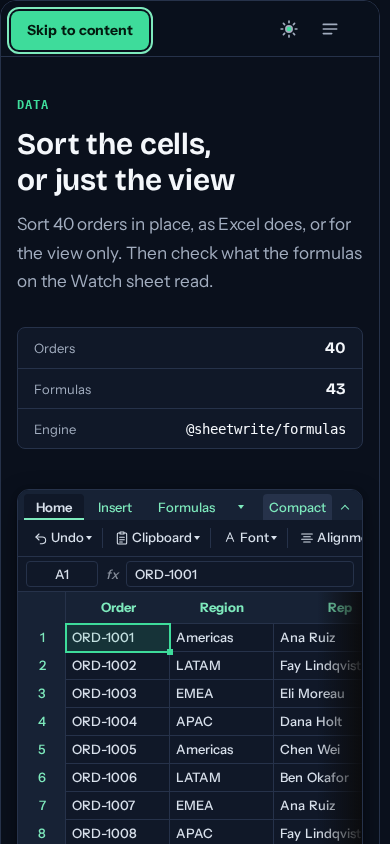 Skip to content
DATA
Sort the cells,
or just the view
Sort 40 orders in place, as Excel does, or for
the view only. Then check what the formulas
on the Watch sheet read.
Orders 40
Formulas 43
Engine @sheetwrite/formulas
Home Insert Formulas Compact
Undo Clipboard Font Alignm
A1 fx ORD-1001
Order Region Rep
1 ORD-1001 Americas Ana Ruiz
2 ORD-1002 LATAM Fay Lindqvist
3 ORD-1003 EMEA Eli Moreau
4 ORD-1004 APAC Dana Holt
5 ORD-1005 Americas Chen Wei
6 ORD-1006 LATAM Ben Okafor
7 ORD-1007 EMEA Ana Ruiz
8 ORD-1008 APAC Fay Lindqvist